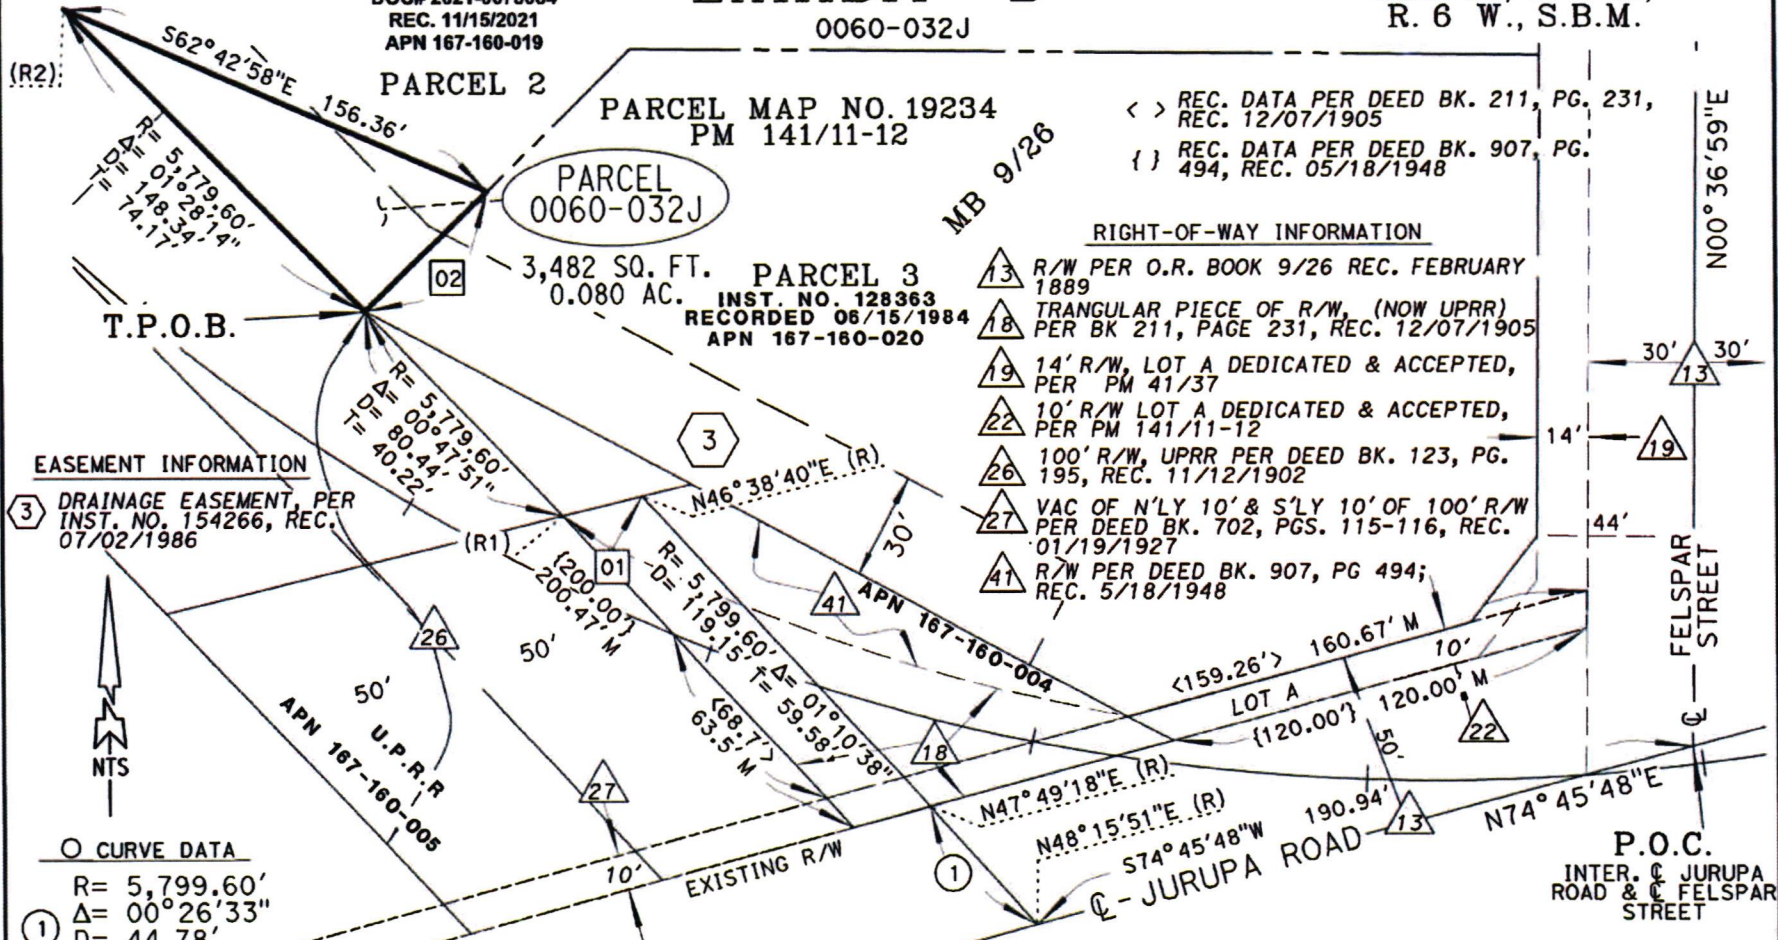 REC. 11/15/2021
APN 167-160-019
0060-032J
R. 6 W., S.B.M.
(R2)
S62°42'58"E 156.36'
PARCEL 2
PARCEL MAP NO. 19234
PM 141/11-12
MB 9/26
< > REC. DATA PER DEED BK. 211, PG. 231,
REC. 12/07/1905
{ } REC. DATA PER DEED BK. 907, PG.
494, REC. 05/18/1948
N00°36'59"E
R= 5,779.60'
Δ= 01°28'14"
D= 148.34'
T= 74.17'
PARCEL
0060-032J
02
3,482 SQ. FT.
0.080 AC.
PARCEL 3
INST. NO. 128363
RECORDED 06/15/1984
APN 167-160-020
T.P.O.B.
RIGHT-OF-WAY INFORMATION
13 R/W PER O.R. BOOK 9/26 REC. FEBRUARY
1889
18 TRANGULAR PIECE OF R/W, (NOW UPRR)
PER BK 211, PAGE 231, REC. 12/07/1905
19 14' R/W, LOT A DEDICATED & ACCEPTED,
PER PM 41/37
22 10' R/W LOT A DEDICATED & ACCEPTED,
PER PM 141/11-12
26 100' R/W, UPRR PER DEED BK. 123, PG.
195, REC. 11/12/1902
27 VAC OF N'LY 10' & S'LY 10' OF 100' R/W
PER DEED BK. 702, PGS. 115-116, REC.
01/19/1927
41 R/W PER DEED BK. 907, PG 494;
REC. 5/18/1948
30' 30'
13
14'
19
44'
FELSPAR
STREET
℄
R= 5,779.60'
Δ= 00°47'51"
D= 80.44'
T= 40.22'
3
N46°38'40"E (R)
30'
EASEMENT INFORMATION
3 DRAINAGE EASEMENT, PER
INST. NO. 154266, REC.
07/02/1986
(R1)
01
{200.00'}
200.47' M
R= 5,799.60' Δ= 01°10'38"
D= 119.15' T= 59.58'
41
APN 167-160-004
26
50'
50'
U.P.R.R
APN 167-160-005
NTS
<68.7'>
63.5' M
18
27
<159.26'> 160.67' M
LOT A
10'
{120.00'} 120.00' M
22
50'
N47°49'18"E (R)
N48°15'51"E (R)
S74°45'48"W 190.94'
13
N74°45'48"E
℄ - JURUPA ROAD
1
10'
EXISTING R/W
P.O.C.
INTER. ℄ JURUPA
ROAD & ℄ FELSPAR
STREET
CURVE DATA
1
R= 5,799.60'
Δ= 00°26'33"
D= 44.78'